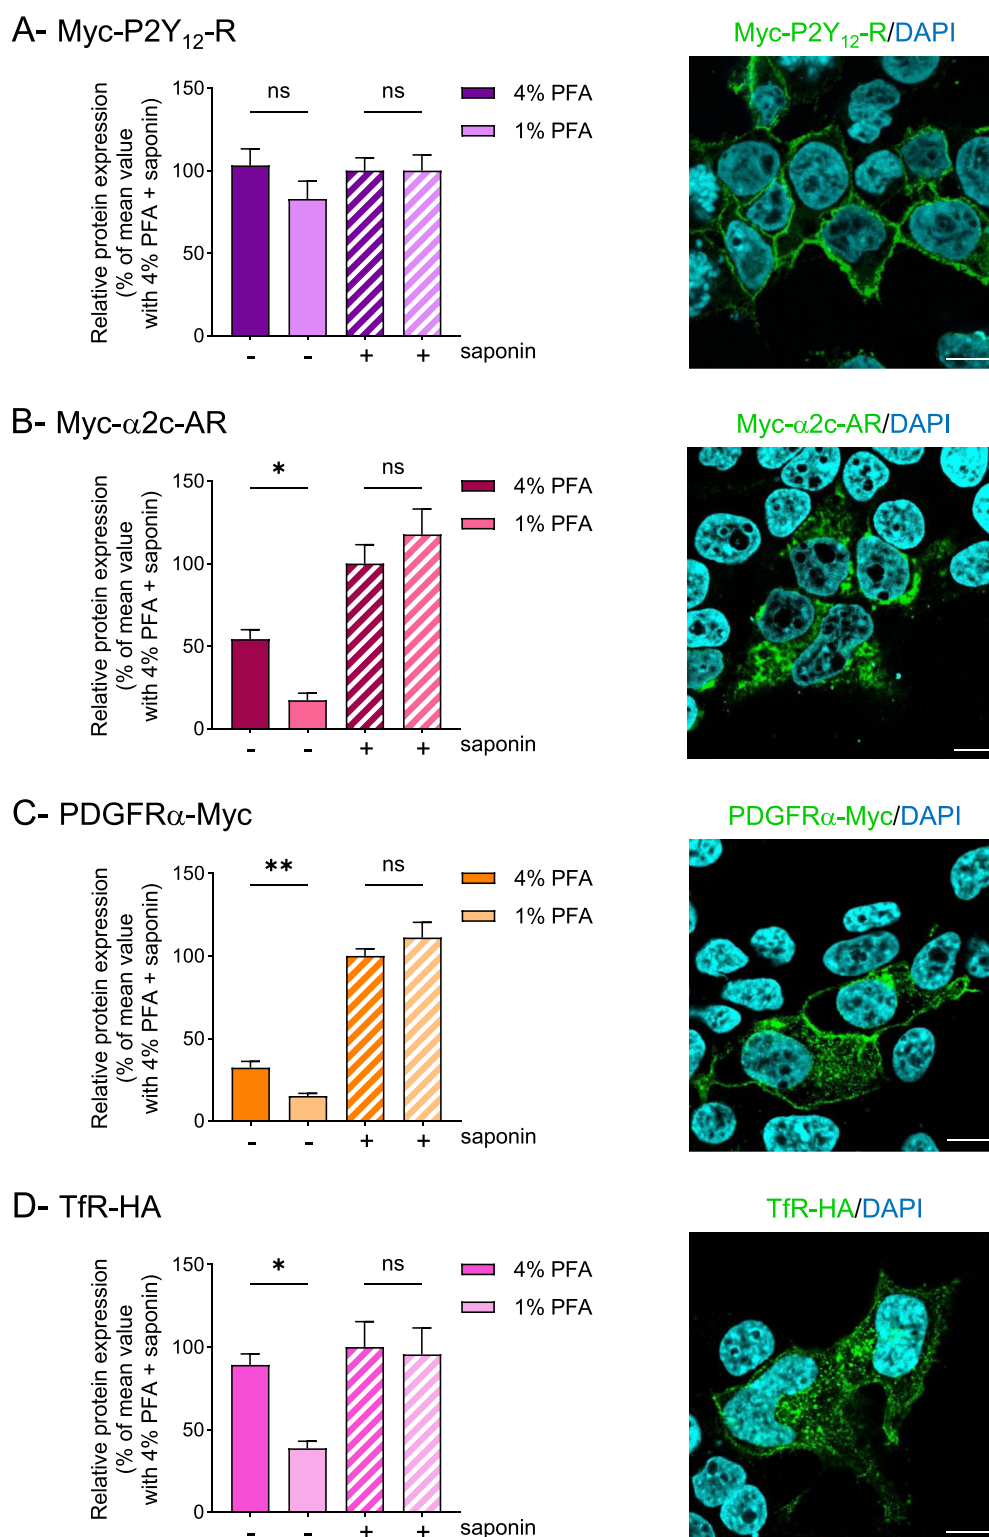 A- Myc-P2Y₁₂-R
Myc-P2Y₁₂-R/DAPI
Relative protein expression
(% of mean value
with 4% PFA + saponin)
150
100
50
0
ns
ns
4% PFA
1% PFA
- - + + saponin
B- Myc-α2c-AR
Myc-α2c-AR/DAPI
Relative protein expression
(% of mean value
with 4% PFA + saponin)
150
100
50
0
*
ns
4% PFA
1% PFA
- - + + saponin
C- PDGFRα-Myc
PDGFRα-Myc/DAPI
Relative protein expression
(% of mean value
with 4% PFA + saponin)
150
100
50
0
**
ns
4% PFA
1% PFA
- - + + saponin
D- TfR-HA
TfR-HA/DAPI
Relative protein expression
(% of mean value
with 4% PFA + saponin)
150
100
50
0
*
ns
4% PFA
1% PFA
- - + + saponin